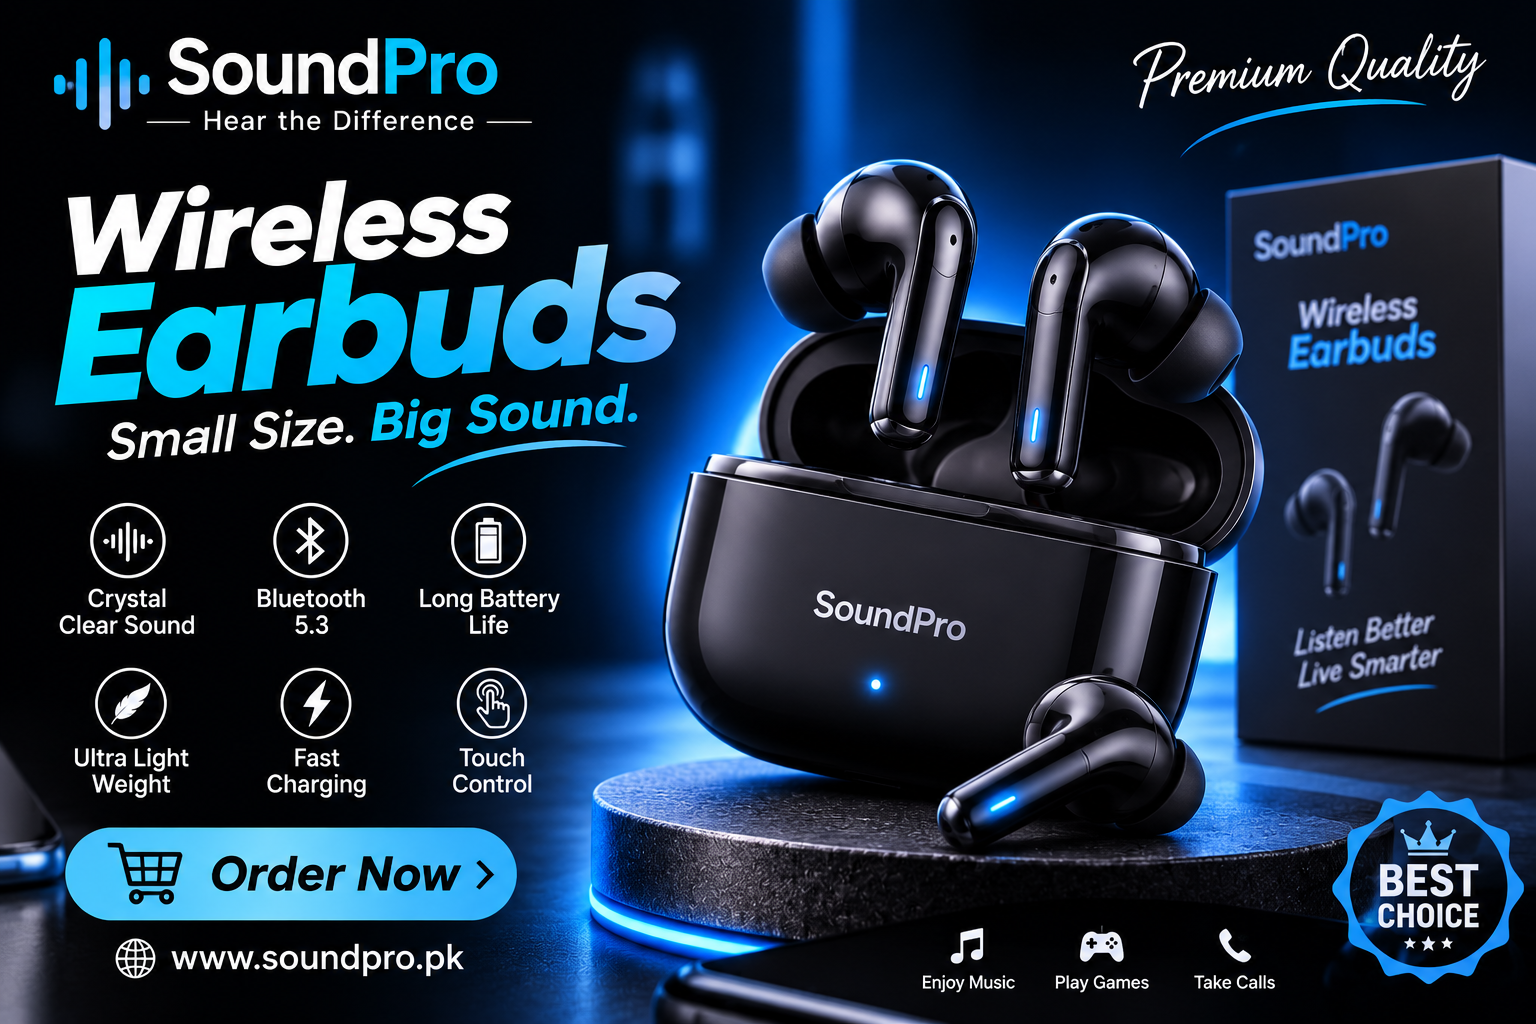 SoundPro
Hear the Difference
Premium Quality
Wireless
Earbuds
Small Size. Big Sound.
Crystal
Clear Sound
Bluetooth
5.3
Long Battery
Life
Ultra Light
Weight
Fast
Charging
Touch
Control
Order Now
www.soundpro.pk
SoundPro
SoundPro
Wireless
Earbuds
Listen Better
Live Smarter
Enjoy Music
Play Games
Take Calls
BEST
CHOICE